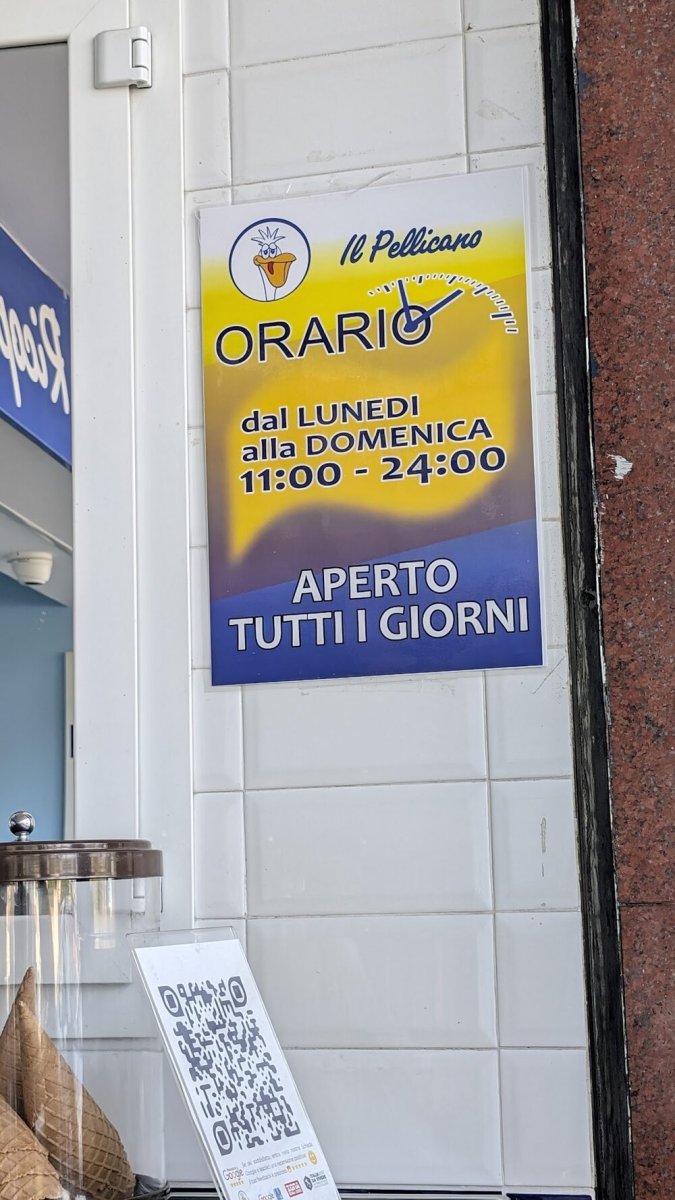 Il Pellicano
ORARIO
dal LUNEDI
alla DOMENICA
11:00 - 24:00
APERTO
TUTTI I GIORNI